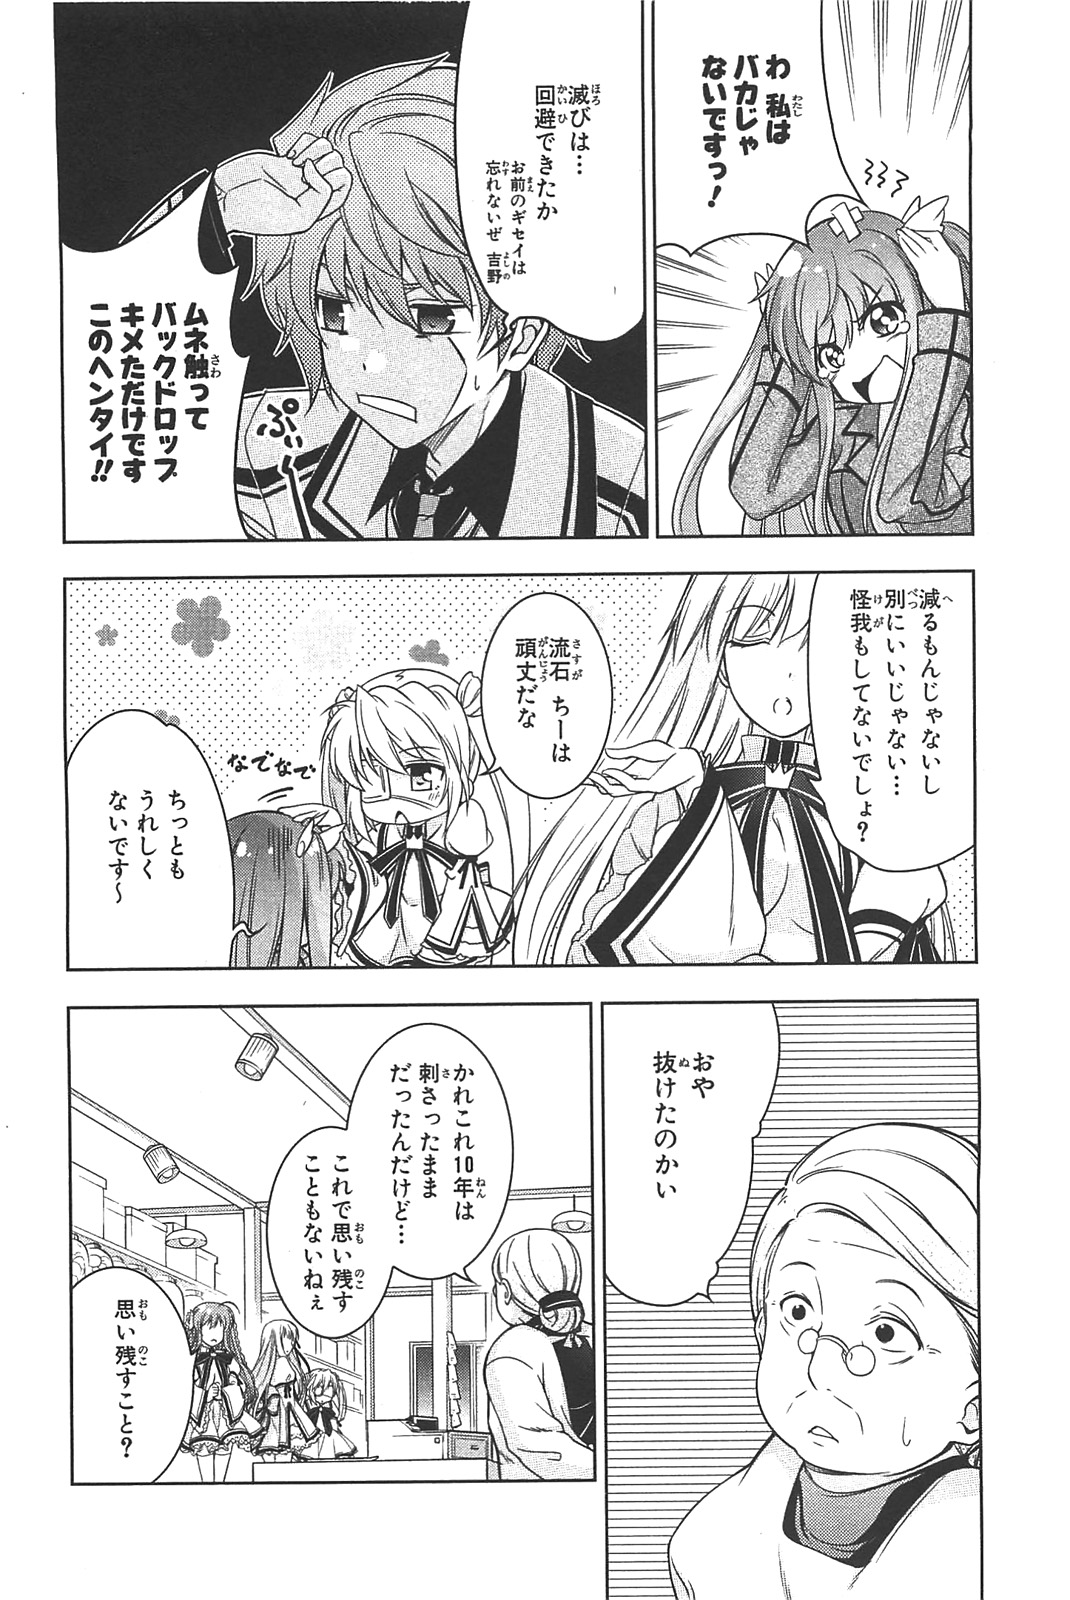 わ 私は
バカじゃ
ないですっ!
滅びは…
回避できたか
お前のギセイは
忘れないぜ 吉野
ぷぃ
ムネ触って
バックドロップ
キメただけです
このヘンタイ!!
減るもんじゃないし
別にいいじゃない…
怪我もしてないでしょ?
流石 ちーは
頑丈だな
なでなで
ちっとも
うれしく
ないです～
おや
抜けたのかい
かれこれ10年は
刺さったまま
だったんだけど…
これで思い残す
こともないねぇ
思い残すこと?